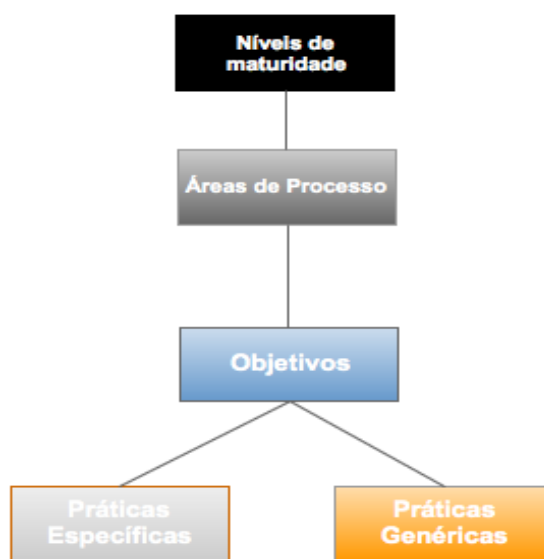 Níveis de
maturidade
Áreas de Processo
Objetivos
Práticas
Específicas
Práticas
Genéricas